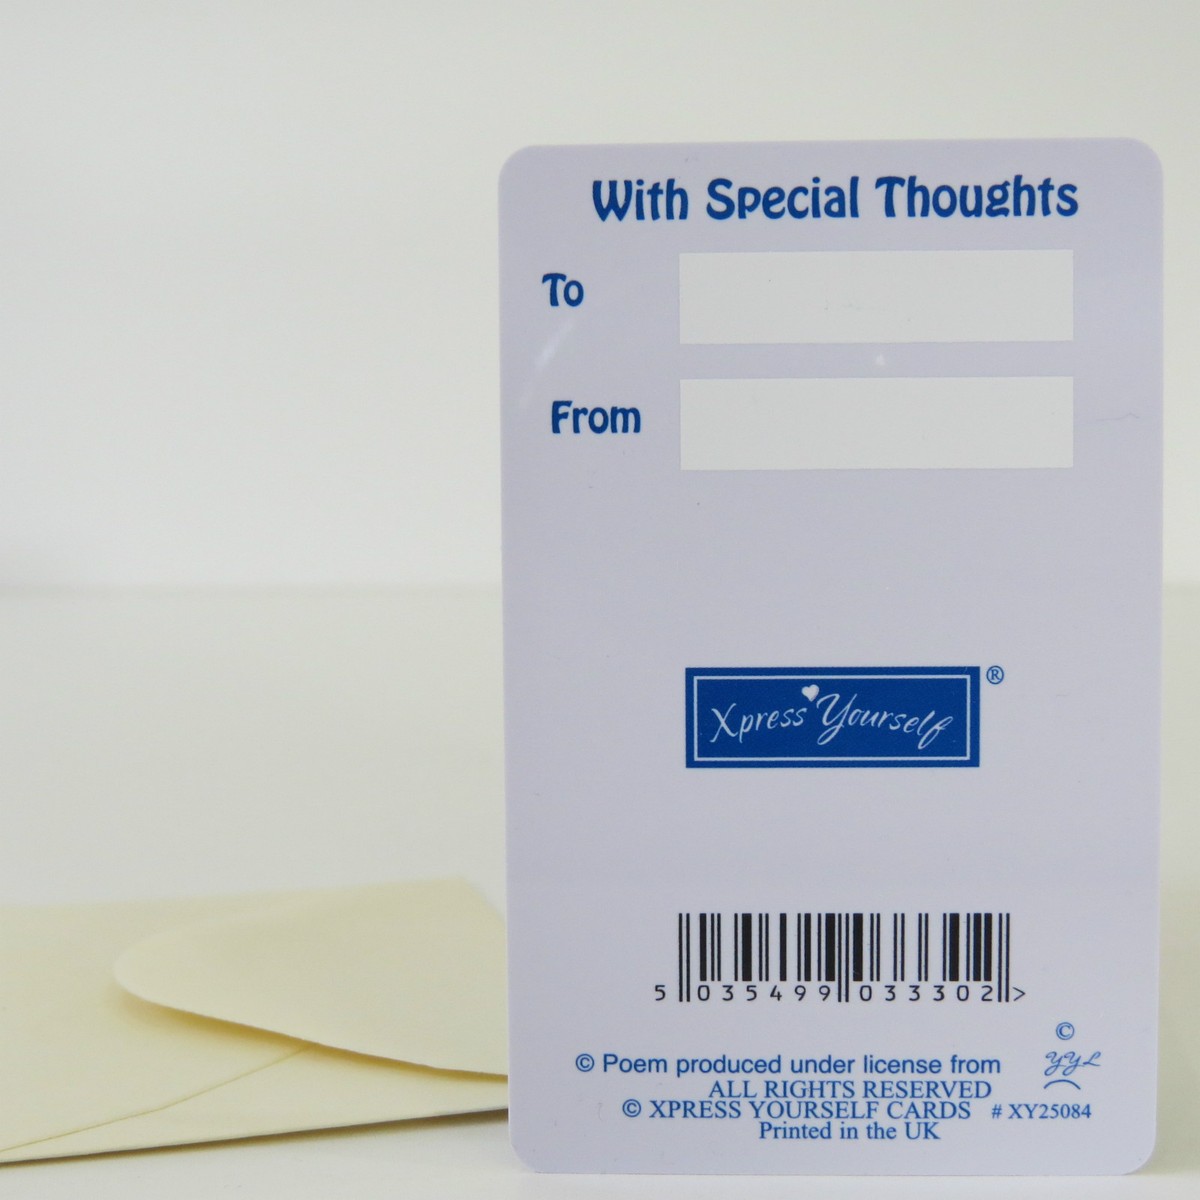 With Special Thoughts
To
From
Xpress Yourself ®
5 035499 033302 >
©
YYL
© Poem produced under license from
ALL RIGHTS RESERVED
© XPRESS YOURSELF CARDS # XY25084
Printed in the UK